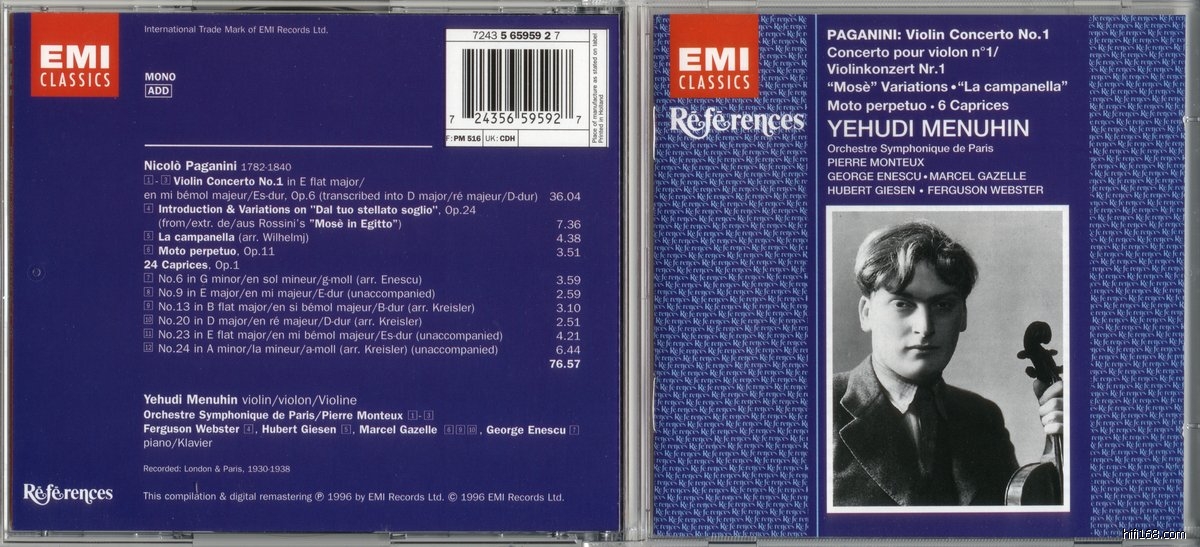 EMI
CLASSICS
International Trade Mark of EMI Records Ltd.
MONO
ADD
7243 5 65959 2 7
7 24356 59592 7
F: PM 516 UK: CDH
Place of manufacture as stated on label
Printed in Holland
Nicolò Paganini 1782-1840
1 - 3 Violin Concerto No.1 in E flat major/
en mi bémol majeur/Es-dur, Op.6 (transcribed into D major/ré majeur/D-dur) 36.04
4 Introduction & Variations on "Dal tuo stellato soglio", Op.24
(from/extr. de/aus Rossini's "Mosè in Egitto") 7.36
5 La campanella (arr. Wilhelmj) 4.38
6 Moto perpetuo, Op.11 3.51
24 Caprices, Op.1
7 No.6 in G minor/en sol mineur/g-moll (arr. Enescu) 3.59
8 No.9 in E major/en mi majeur/E-dur (unaccompanied) 2.59
9 No.13 in B flat major/en si bémol majeur/B-dur (arr. Kreisler) 3.10
10 No.20 in D major/en ré majeur/D-dur (arr. Kreisler) 2.51
11 No.23 in E flat major/en mi bémol majeur/Es-dur (unaccompanied) 4.21
12 No.24 in A minor/la mineur/a-moll (arr. Kreisler) (unaccompanied) 6.44
76.57
Yehudi Menuhin violin/violon/Violine
Orchestre Symphonique de Paris/Pierre Monteux 1 - 3
Ferguson Webster 4, Hubert Giesen 5, Marcel Gazelle 6 9 10, George Enescu 7
piano/Klavier
Recorded: London & Paris, 1930-1938
Références
This compilation & digital remastering ℗ 1996 by EMI Records Ltd. © 1996 EMI Records Ltd.
EMI
CLASSICS
Références
PAGANINI: Violin Concerto No.1
Concerto pour violon n°1/
Violinkonzert Nr.1
"Mosè" Variations • "La campanella"
Moto perpetuo • 6 Caprices
YEHUDI MENUHIN
Orchestre Symphonique de Paris
PIERRE MONTEUX
GEORGE ENESCU • MARCEL GAZELLE
HUBERT GIESEN • FERGUSON WEBSTER
hifi168.com